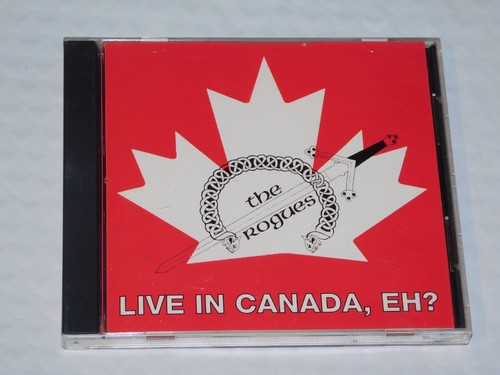 the
Rogues
LIVE IN CANADA, EH?